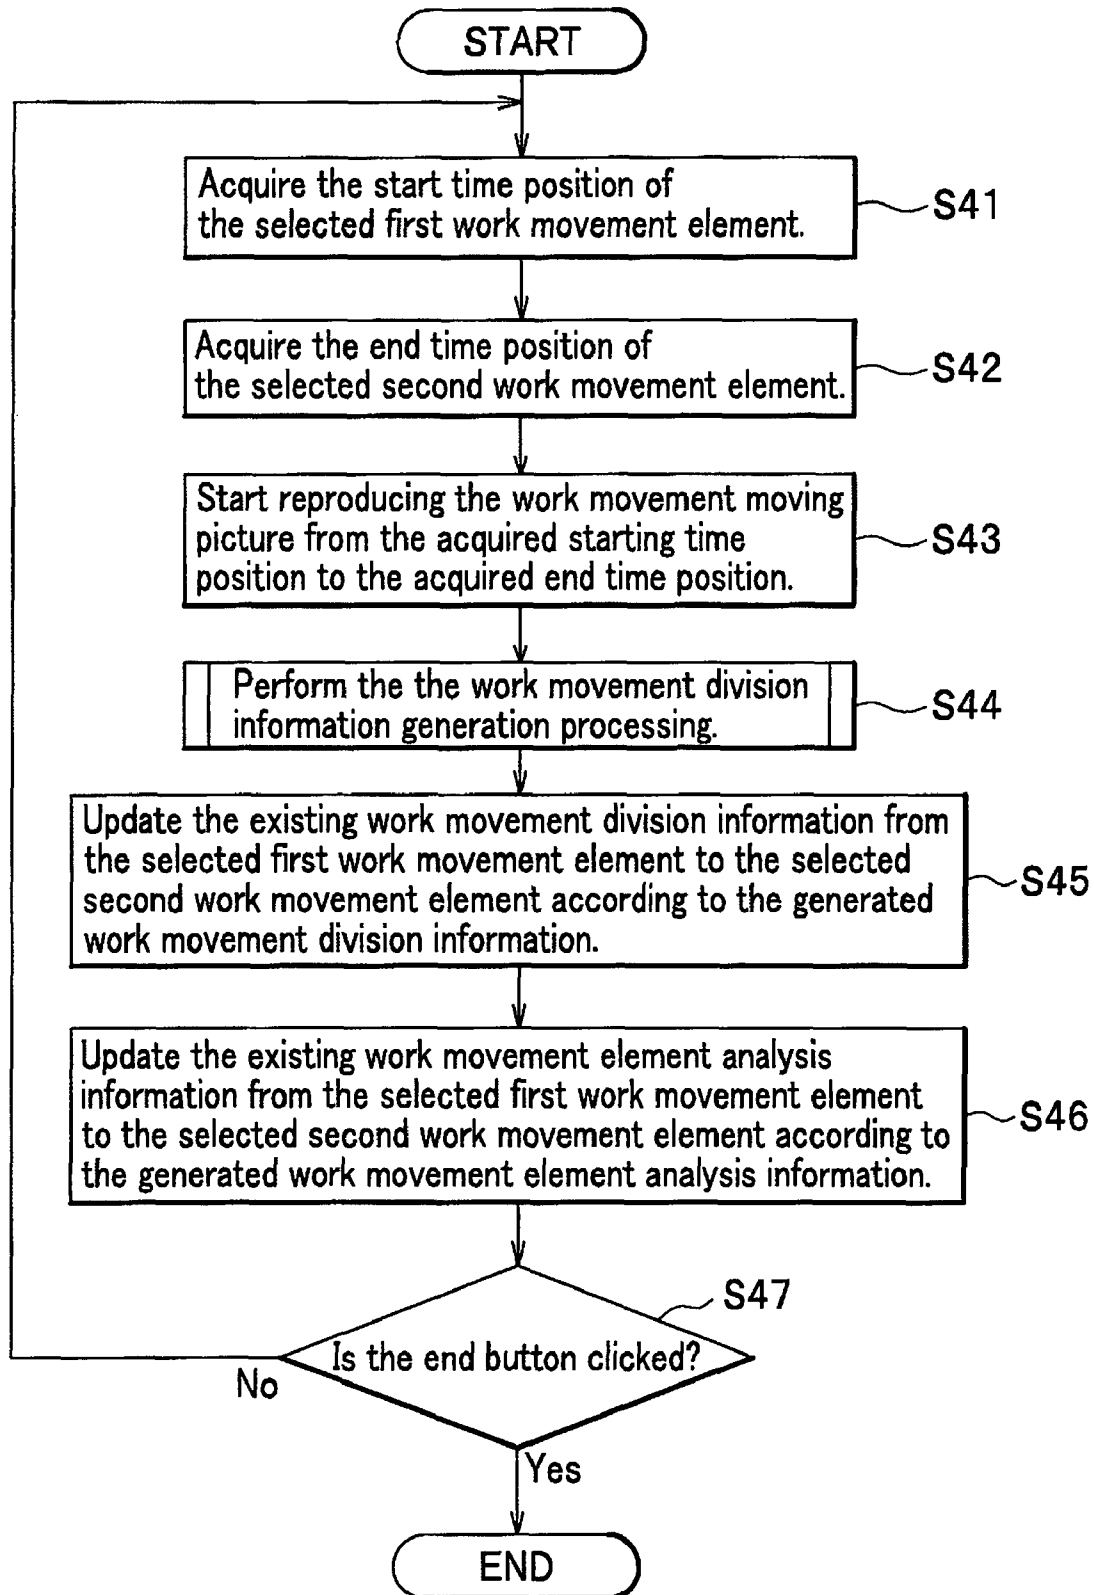 START
Acquire the start time position of
the selected first work movement element.
S41
Acquire the end time position of
the selected second work movement element.
S42
Start reproducing the work movement moving
picture from the acquired starting time
position to the acquired end time position.
S43
Perform the the work movement division
information generation processing.
S44
Update the existing work movement division information from
the selected first work movement element to the selected
second work movement element according to the generated
work movement division information.
S45
Update the existing work movement element analysis
information from the selected first work movement element
to the selected second work movement element according to
the generated work movement element analysis information.
S46
S47
Is the end button clicked?
No
Yes
END